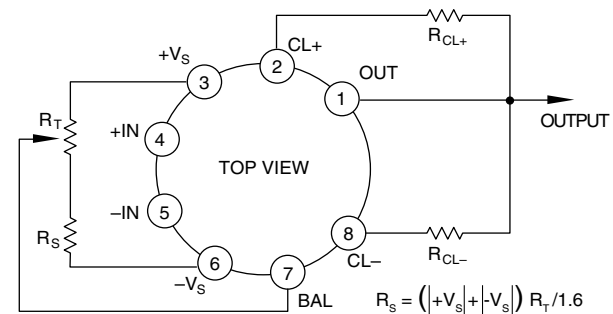 R_CL+
CL+
+V_S
2
OUT
3
1
R_T
OUTPUT
+IN
4
TOP VIEW
–IN
5
R_S
8
R_CL–
6
CL–
–V_S
7
BAL
R_S = (|+V_S| + |-V_S|) R_T/1.6